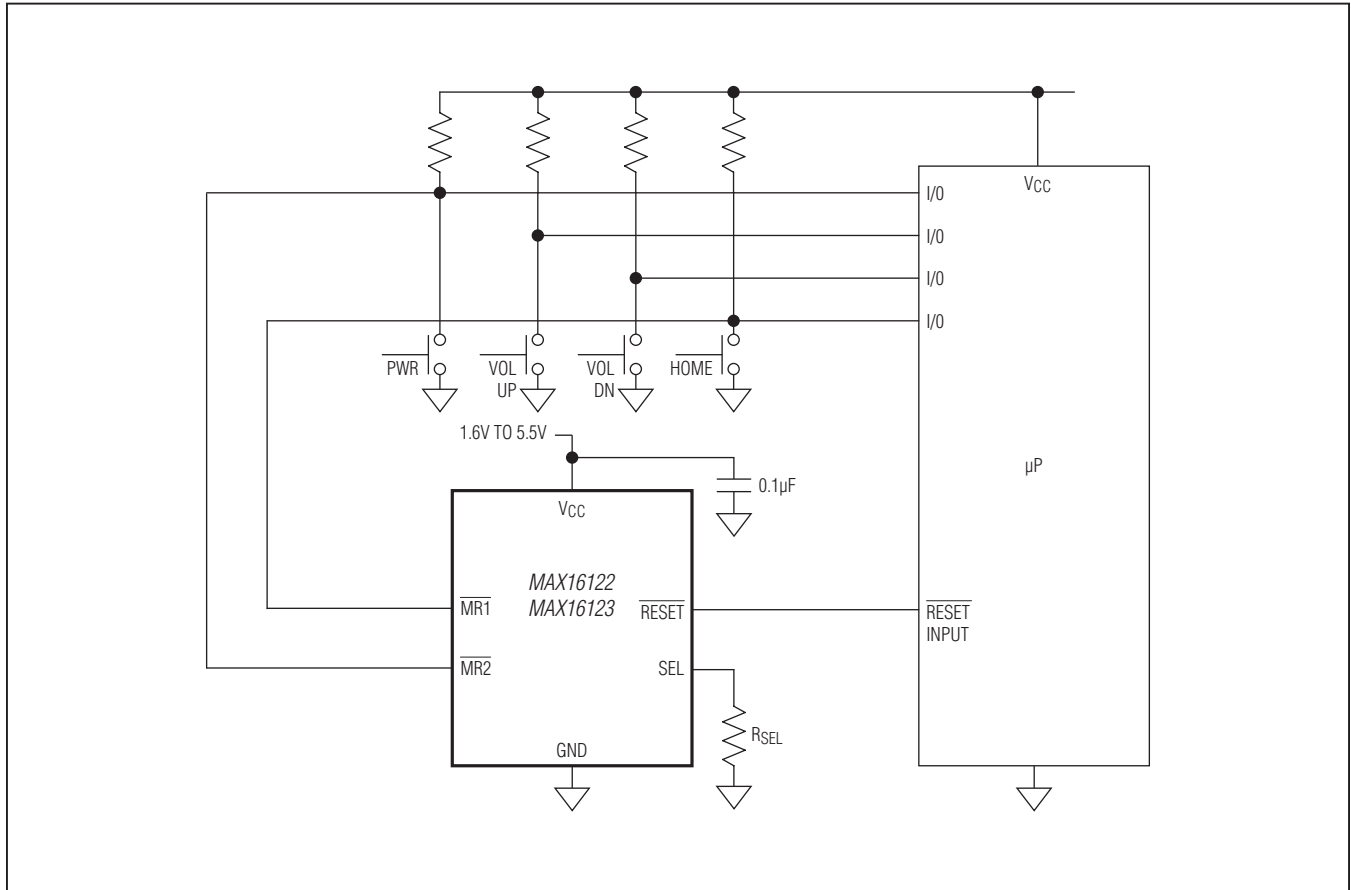 VCC
I/0
I/0
I/0
I/0
PWR
VOL
UP
VOL
DN
HOME
1.6V TO 5.5V
0.1µF
µP
VCC
MAX16122
MAX16123
MR1
RESET
RESET
INPUT
MR2
SEL
RSEL
GND